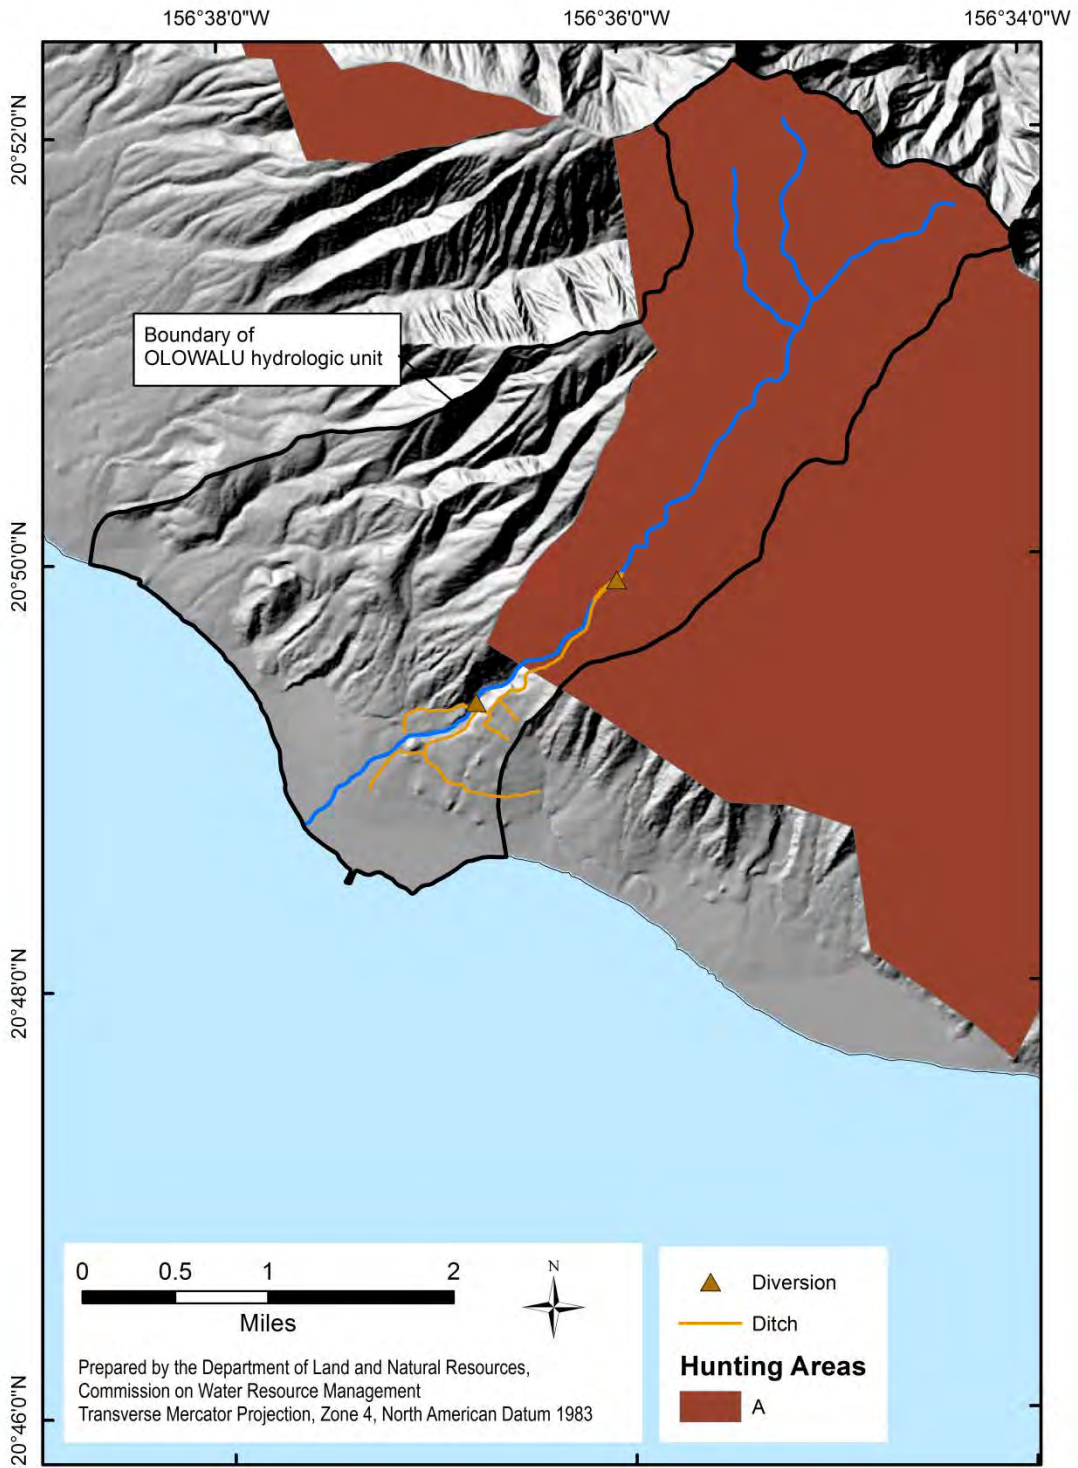 156°38'0"W
156°36'0"W
156°34'0"W
20°52'0"N
Boundary of
OLOWALU hydrologic unit
20°50'0"N
20°48'0"N
20°46'0"N
0 0.5 1 2
Miles
N
Prepared by the Department of Land and Natural Resources,
Commission on Water Resource Management
Transverse Mercator Projection, Zone 4, North American Datum 1983
Diversion
Ditch
Hunting Areas
A